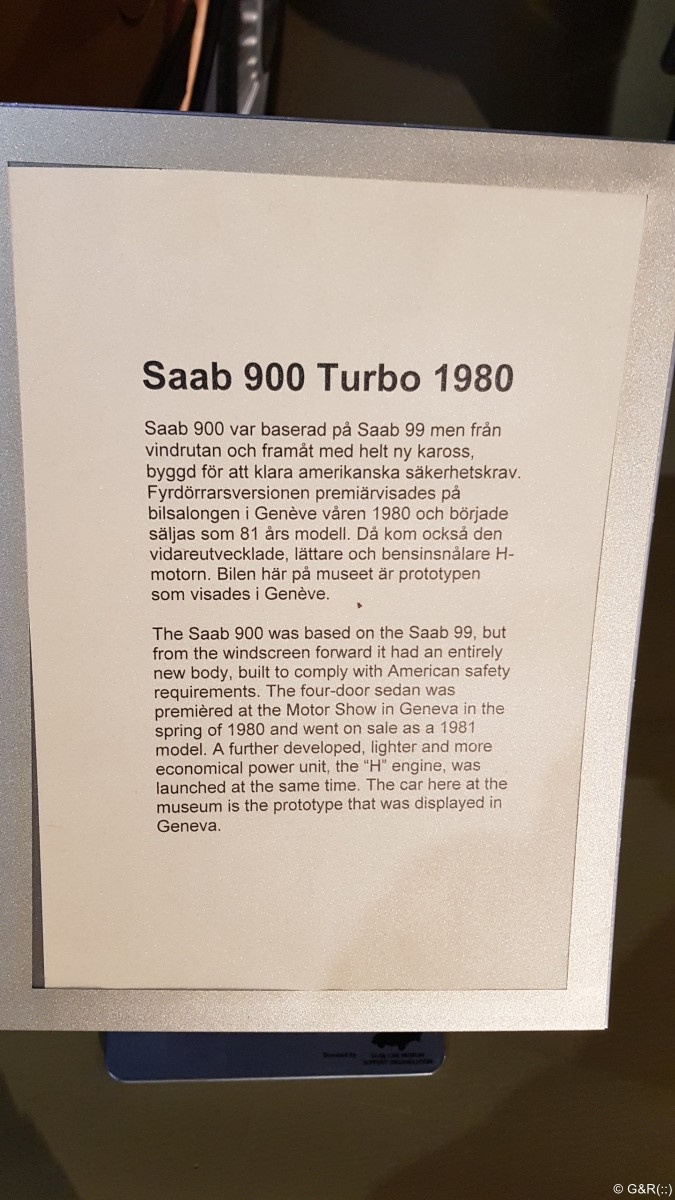 Saab 900 Turbo 1980
Saab 900 var baserad på Saab 99 men från
vindrutan och framåt med helt ny kaross,
byggd för att klara amerikanska säkerhetskrav.
Fyrdörrarsversionen premiärvisades på
bilsalongen i Genève våren 1980 och började
säljas som 81 års modell. Då kom också den
vidareutvecklade, lättare och bensinsnålare H-
motorn. Bilen här på museet är prototypen
som visades i Genève.
The Saab 900 was based on the Saab 99, but
from the windscreen forward it had an entirely
new body, built to comply with American safety
requirements. The four-door sedan was
premièred at the Motor Show in Geneva in the
spring of 1980 and went on sale as a 1981
model. A further developed, lighter and more
economical power unit, the “H” engine, was
launched at the same time. The car here at the
museum is the prototype that was displayed in
Geneva.
SUPPORT ORGANISATION
© G&R(::)